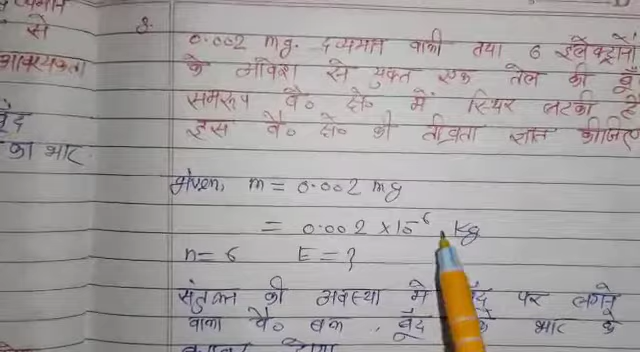 से
आवश्यकता
बूंद
का भार
8.
0.002 mg. द्रव्यमान वाली तथा 6 इलेक्ट्रानों
के आवेश से युक्त एक तेल की बूँ
समरूप वै० क्षे० में स्थिर लटकी है
इस वै० क्षे० की तीव्रता ज्ञात कीजिए
Given, m = 0.002 mg
= 0.002 × 10⁻⁶ Kg
n = 6 E = ?
संतुलन की अवस्था में बूँद पर लगने
वाला वै० बल, बूँद के भार के